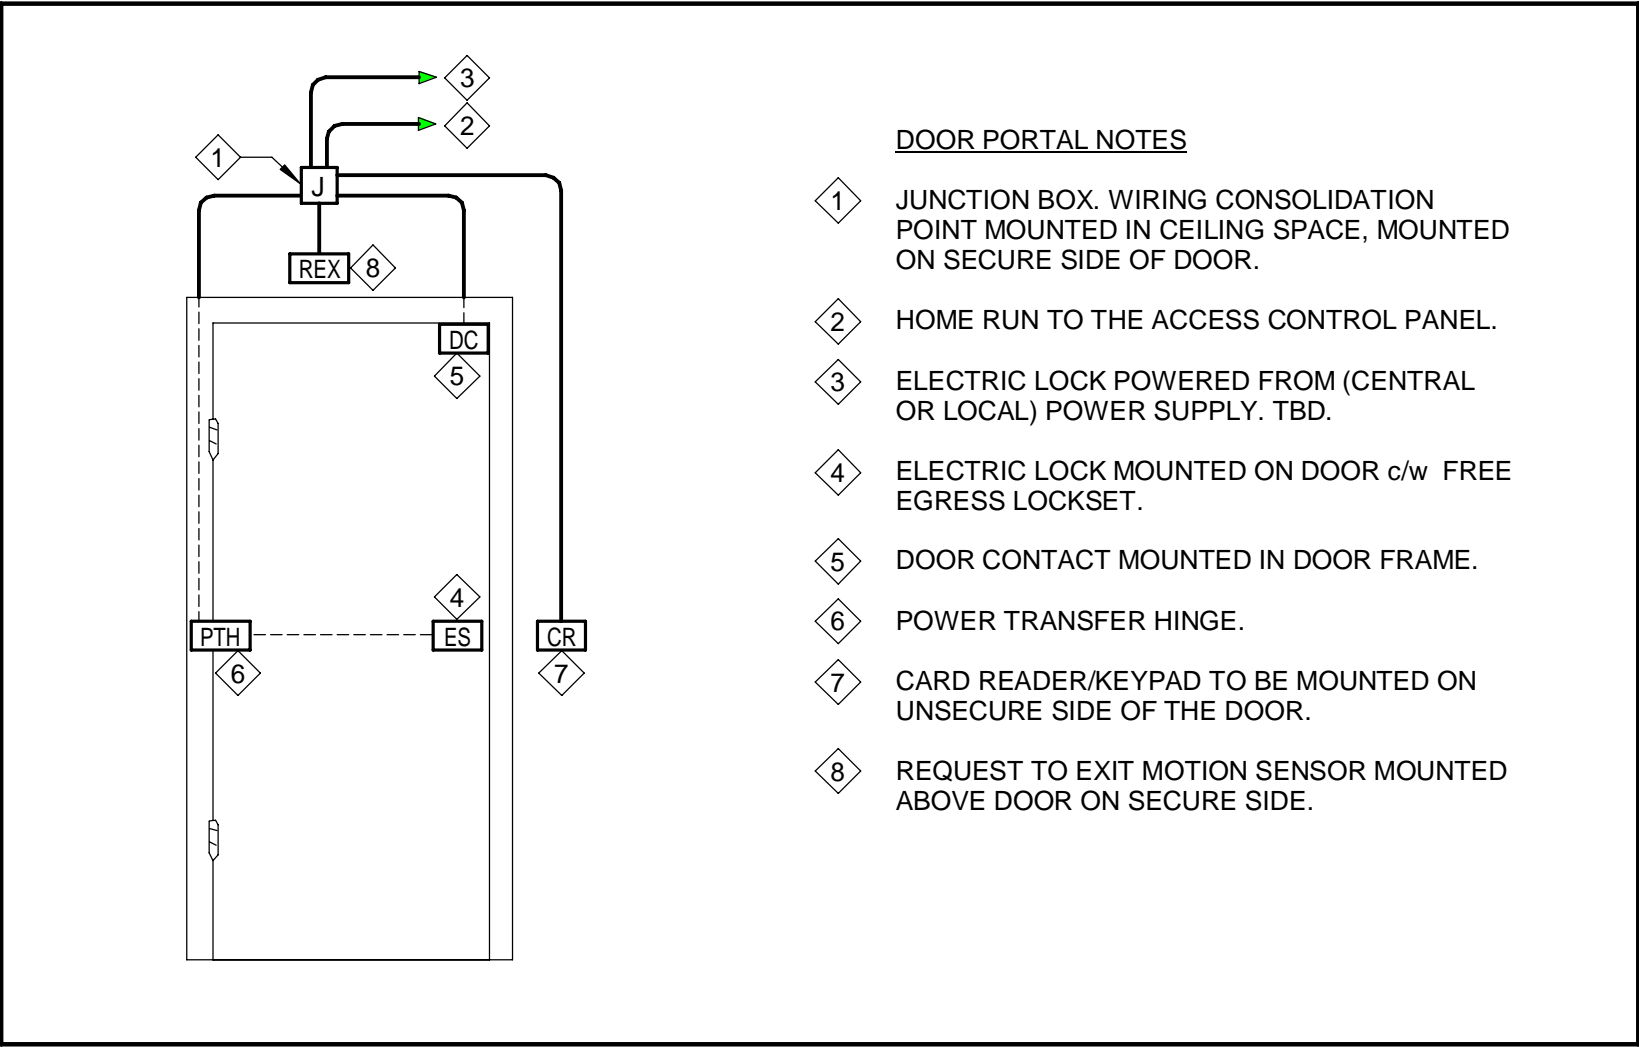 3
2
1
J
REX
8
DC
5
4
PTH
ES
CR
6
7
DOOR PORTAL NOTES
1 JUNCTION BOX. WIRING CONSOLIDATION
POINT MOUNTED IN CEILING SPACE, MOUNTED
ON SECURE SIDE OF DOOR.
2 HOME RUN TO THE ACCESS CONTROL PANEL.
3 ELECTRIC LOCK POWERED FROM (CENTRAL
OR LOCAL) POWER SUPPLY. TBD.
4 ELECTRIC LOCK MOUNTED ON DOOR c/w FREE
EGRESS LOCKSET.
5 DOOR CONTACT MOUNTED IN DOOR FRAME.
6 POWER TRANSFER HINGE.
7 CARD READER/KEYPAD TO BE MOUNTED ON
UNSECURE SIDE OF THE DOOR.
8 REQUEST TO EXIT MOTION SENSOR MOUNTED
ABOVE DOOR ON SECURE SIDE.